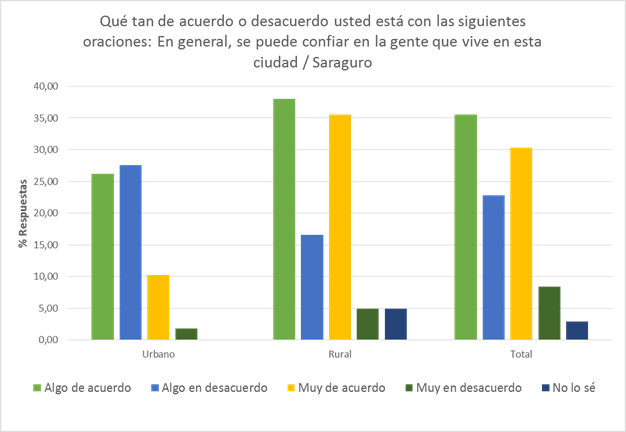 Qué tan de acuerdo o desacuerdo usted está con las siguientes
oraciones: En general, se puede confiar en la gente que vive en esta
ciudad / Saraguro
40,00
35,00
30,00
25,00
20,00
15,00
10,00
5,00
0,00
% Respuestas
Urbano Rural Total
Algo de acuerdo Algo en desacuerdo Muy de acuerdo Muy en desacuerdo No lo sé